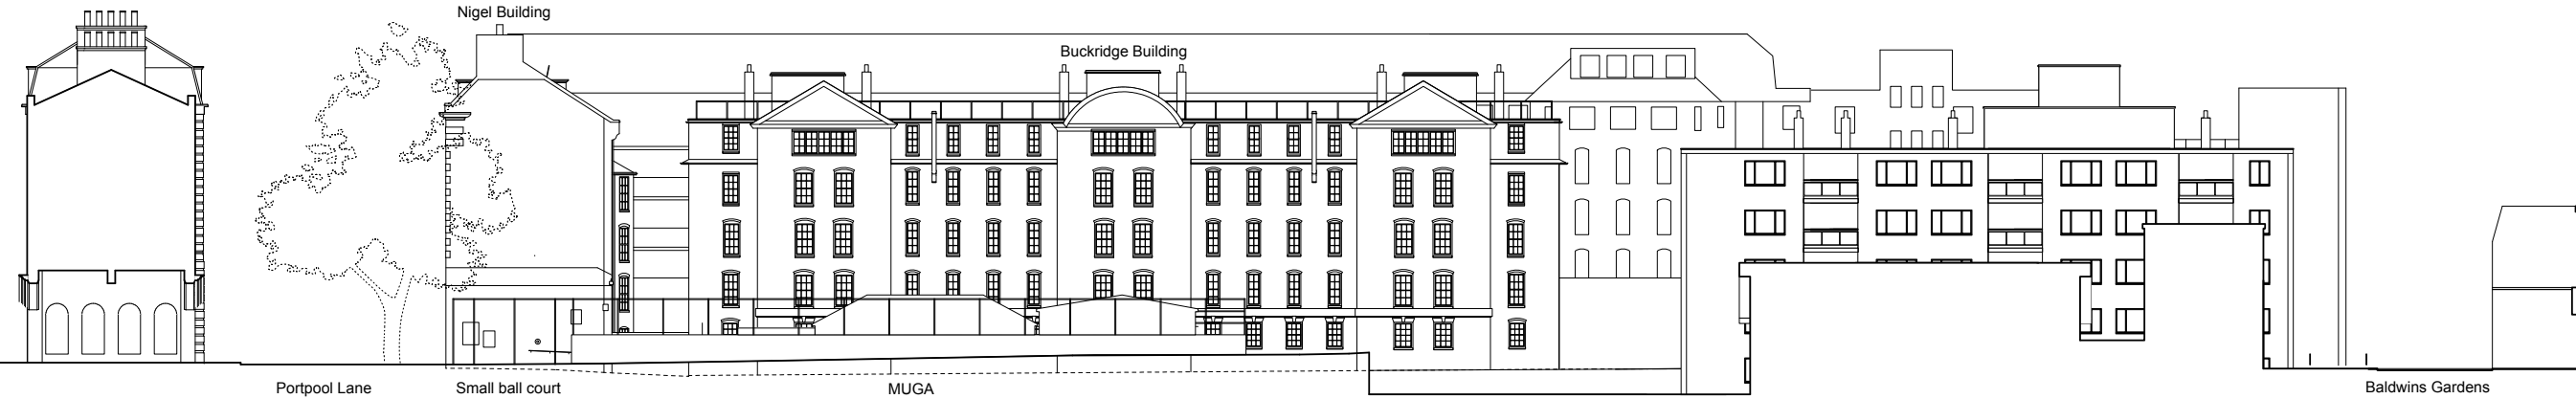 Nigel Building
Buckridge Building
Portpool Lane
Small ball court
MUGA
Baldwins Gardens